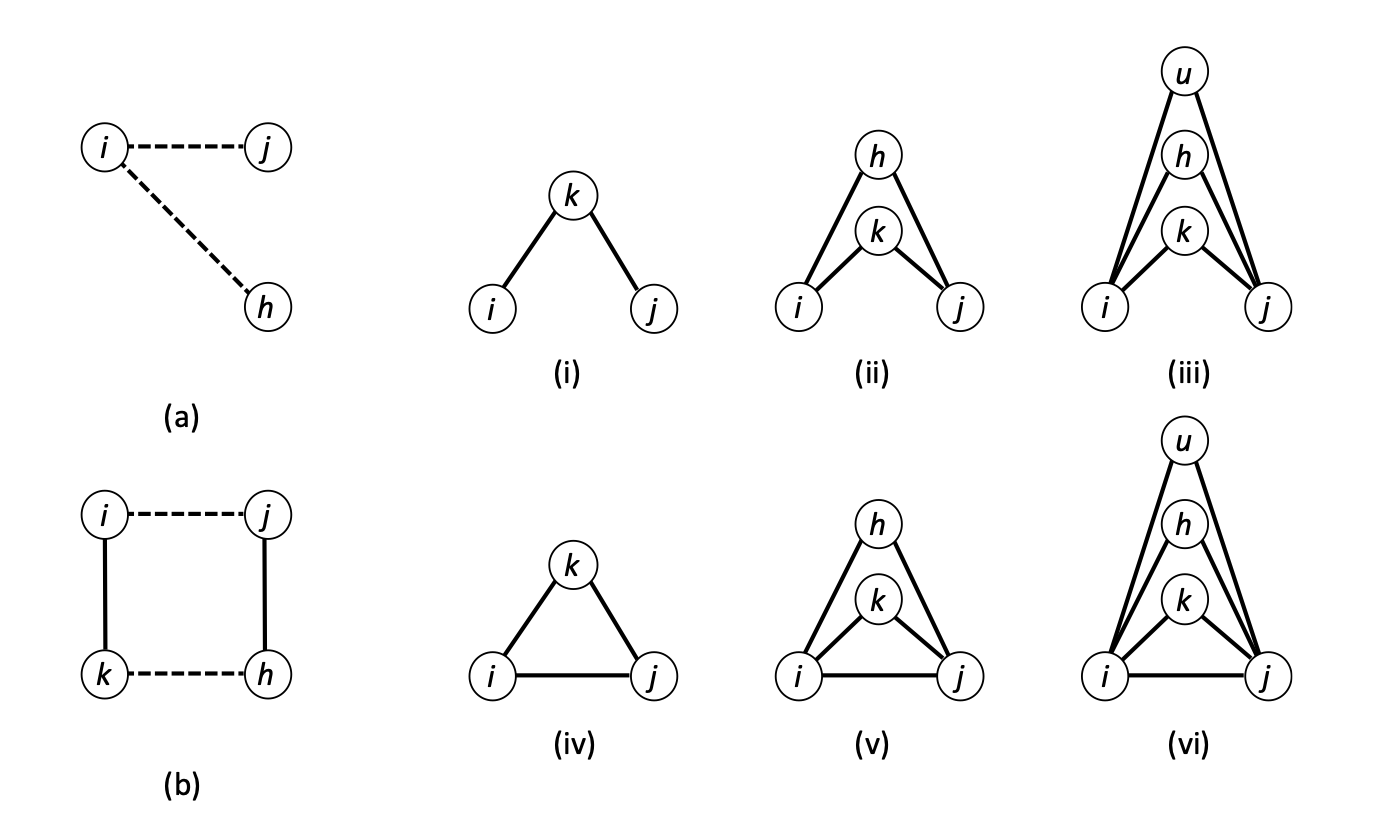 i j
h
(a)
i j
k h
(b)
k
i j
(i)
h
k
i j
(ii)
u
h
k
i j
(iii)
k
i j
(iv)
h
k
i j
(v)
u
h
k
i j
(vi)